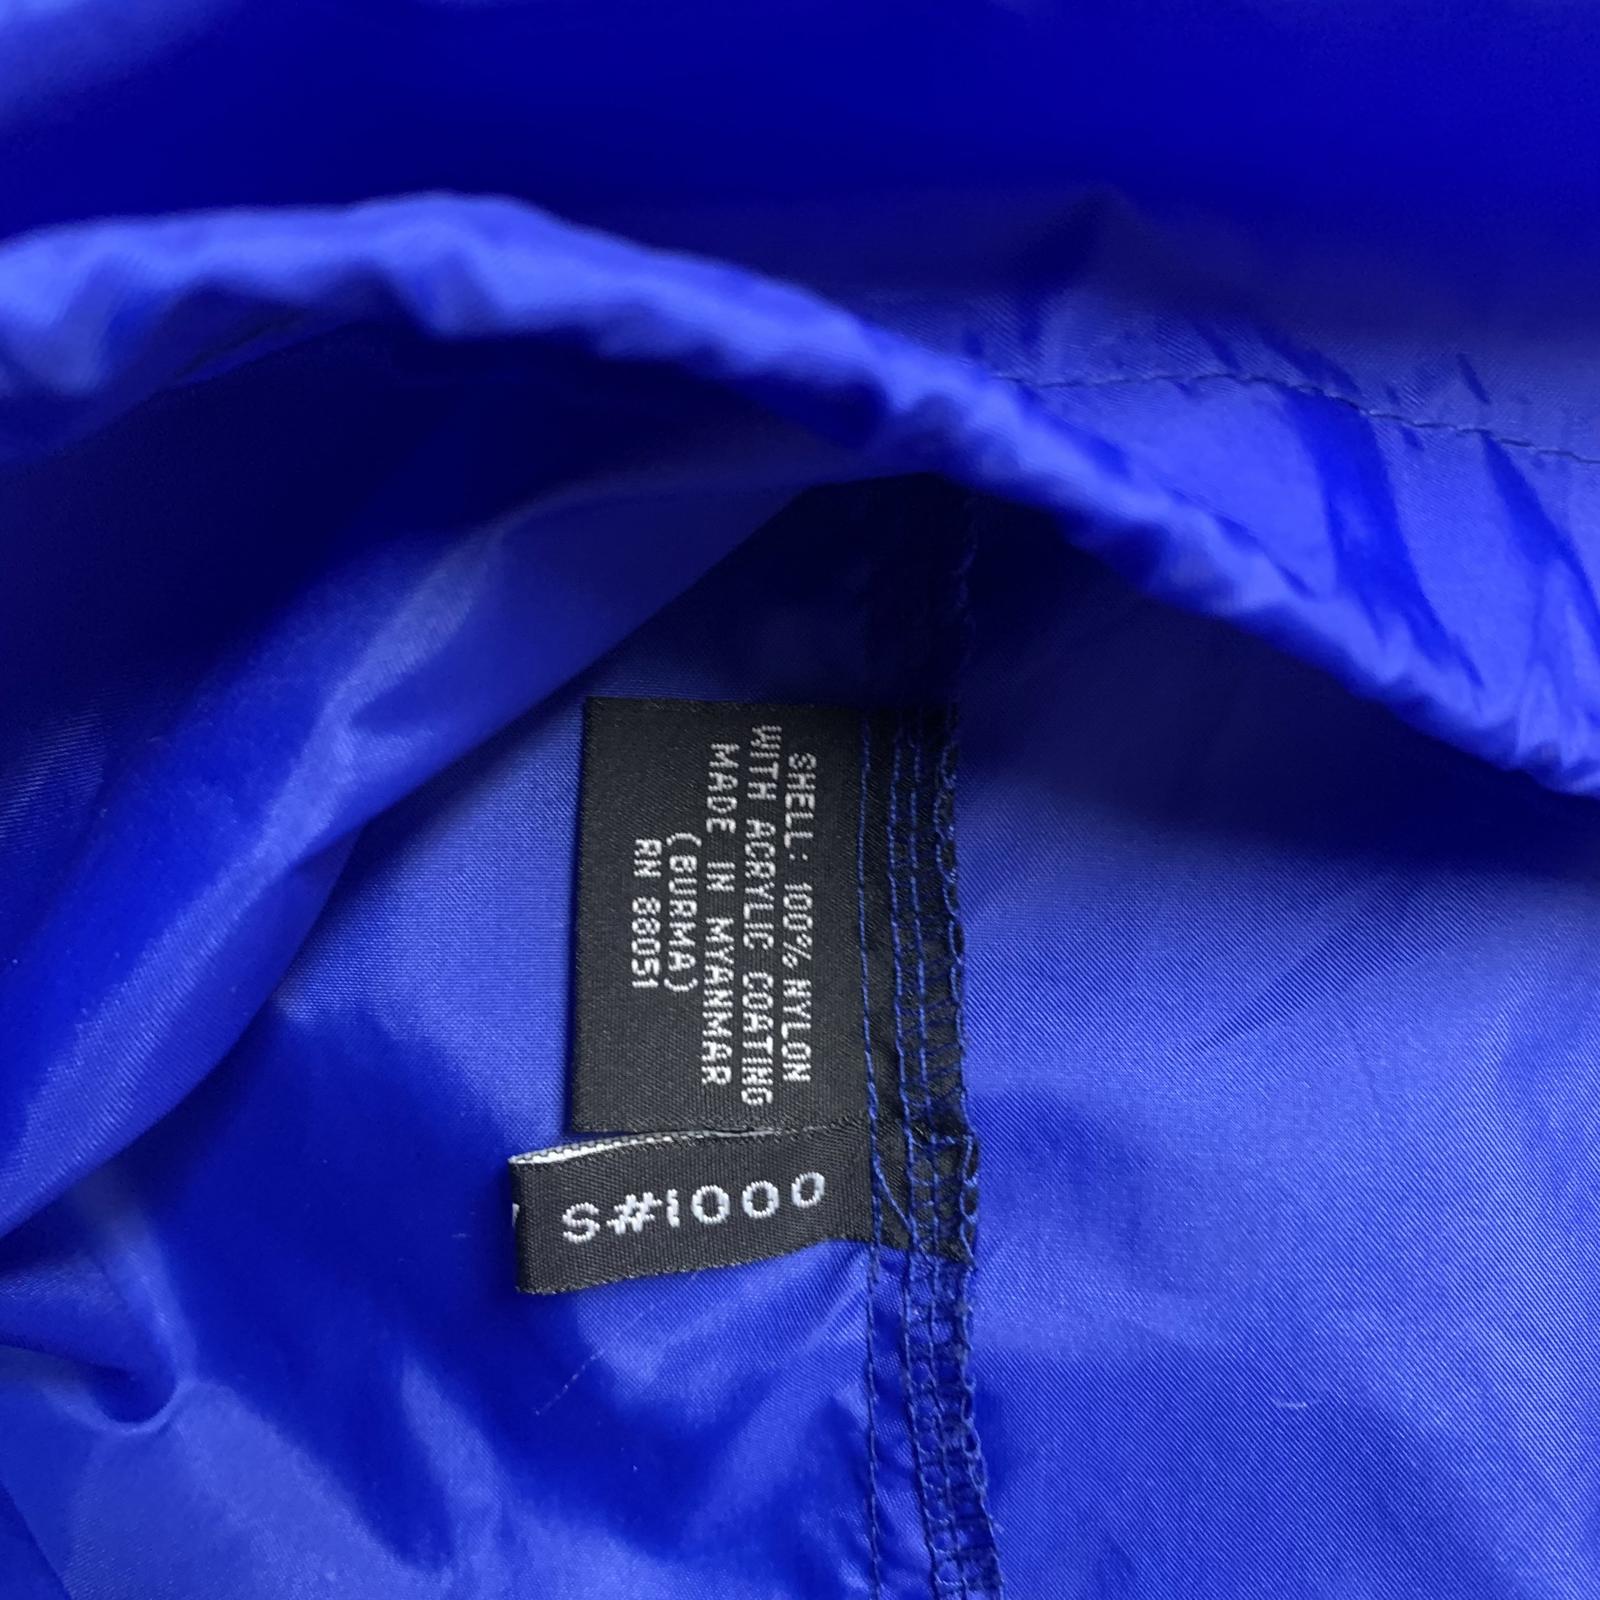 SHELL: 100% NYLON
WITH ACRYLIC COATING
MADE IN MYANMAR
(BURMA)
RN 88051
S#1000